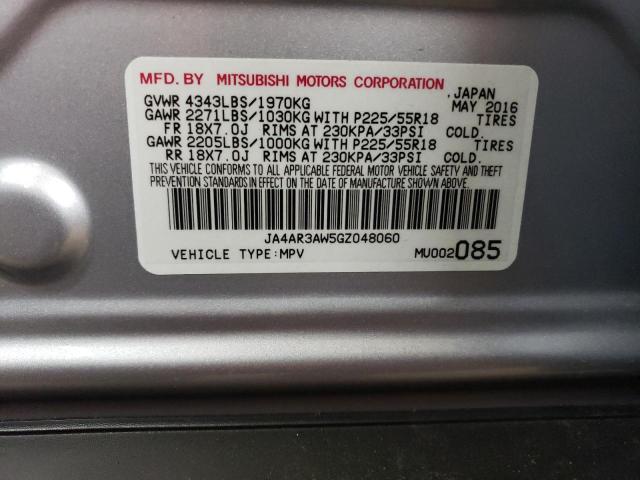 MFD. BY MITSUBISHI MOTORS CORPORATION .JAPAN
GVWR 4343LBS/1970KG MAY 2016
GAWR 2271LBS/1030KG WITH P225/55R18 TIRES
FR 18X7.0J RIMS AT 230KPA/33PSI COLD.
GAWR 2205LBS/1000KG WITH P225/55R18 TIRES
RR 18X7.0J RIMS AT 230KPA/33PSI COLD.
THIS VEHICLE CONFORMS TO ALL APPLICABLE FEDERAL MOTOR VEHICLE SAFETY AND THEFT
PREVENTION STANDARDS IN EFFECT ON THE DATE OF MANUFACTURE SHOWN ABOVE.
JA4AR3AW5GZ048060
VEHICLE TYPE:MPV MU002085